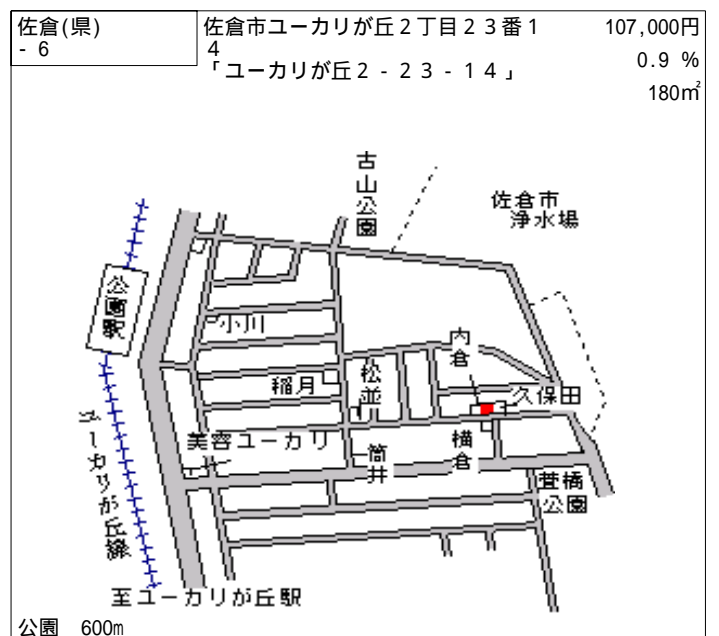 佐倉(県)
- 6
佐倉市ユーカリが丘２丁目２３番１
４
「ユーカリが丘２－２３－１４」
107,000円
0.9 %
180㎡
古山公園
佐倉市
浄水場
公園駅
小川
内倉
稲月
松並
久保田
美容ユーカリ
筒井
横倉
萱橋
公園
ユーカリが丘線
至ユーカリが丘駅
公園　600m